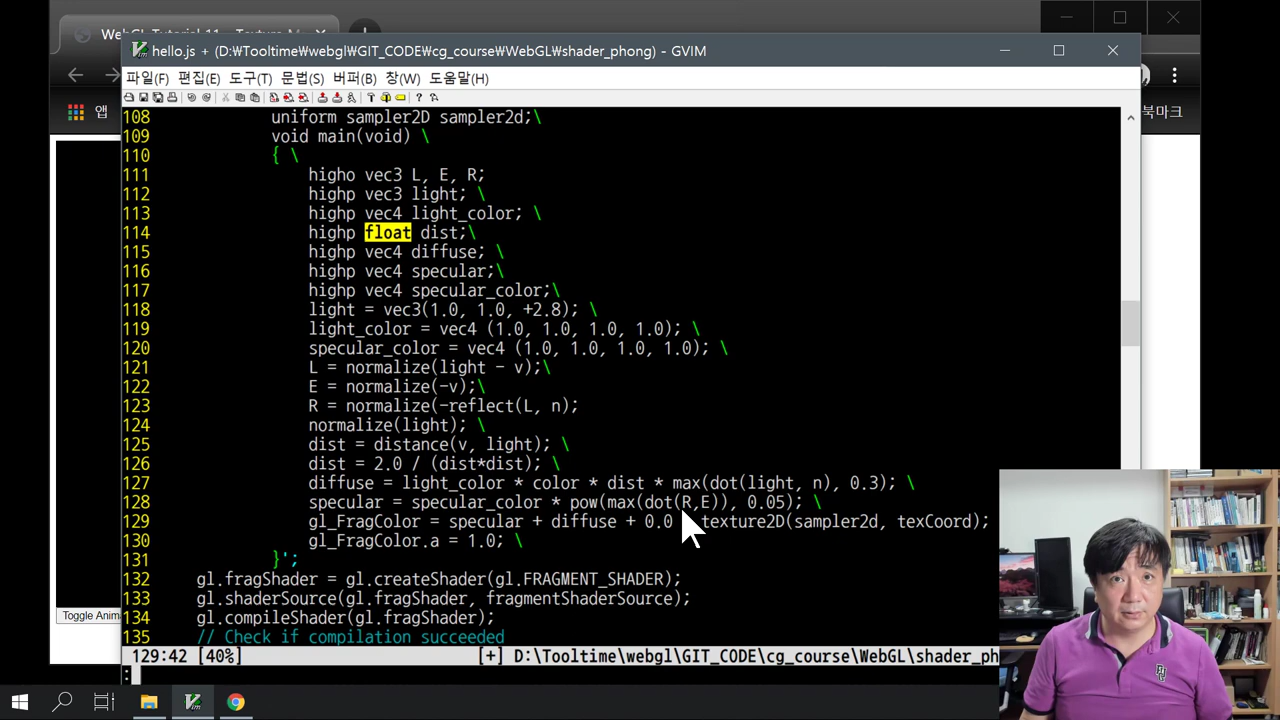 WebGL Tutorial 11 - Texture M
hello.js + (D:₩Tooltime₩webgl₩GIT_CODE₩cg_course₩WebGL₩shader_phong) - GVIM
파일(F) 편집(E) 도구(T) 문법(S) 버퍼(B) 창(W) 도움말(H)
앱
북마크
108 uniform sampler2D sampler2d;\
109 void main(void) \
110 { \
111 higho vec3 L, E, R;
112 highp vec3 light; \
113 highp vec4 light_color; \
114 highp float dist;\
115 highp vec4 diffuse; \
116 highp vec4 specular;\
117 highp vec4 specular_color;\
118 light = vec3(1.0, 1.0, +2.8); \
119 light_color = vec4 (1.0, 1.0, 1.0, 1.0); \
120 specular_color = vec4 (1.0, 1.0, 1.0, 1.0); \
121 L = normalize(light - v);\
122 E = normalize(-v);\
123 R = normalize(-reflect(L, n);
124 normalize(light); \
125 dist = distance(v, light); \
126 dist = 2.0 / (dist*dist); \
127 diffuse = light_color * color * dist * max(dot(light, n), 0.3); \
128 specular = specular_color * pow(max(dot(R,E)), 0.05); \
129 gl_FragColor = specular + diffuse + 0.0 texture2D(sampler2d, texCoord);
130 gl_FragColor.a = 1.0; \
131 }';
132 gl.fragShader = gl.createShader(gl.FRAGMENT_SHADER);
133 gl.shaderSource(gl.fragShader, fragmentShaderSource);
134 gl.compileShader(gl.fragShader);
135 // Check if compilation succeeded
Toggle Anima
129:42 [40%] [+] D:\Tooltime\webgl\GIT_CODE\cg_course\WebGL\shader_ph
: